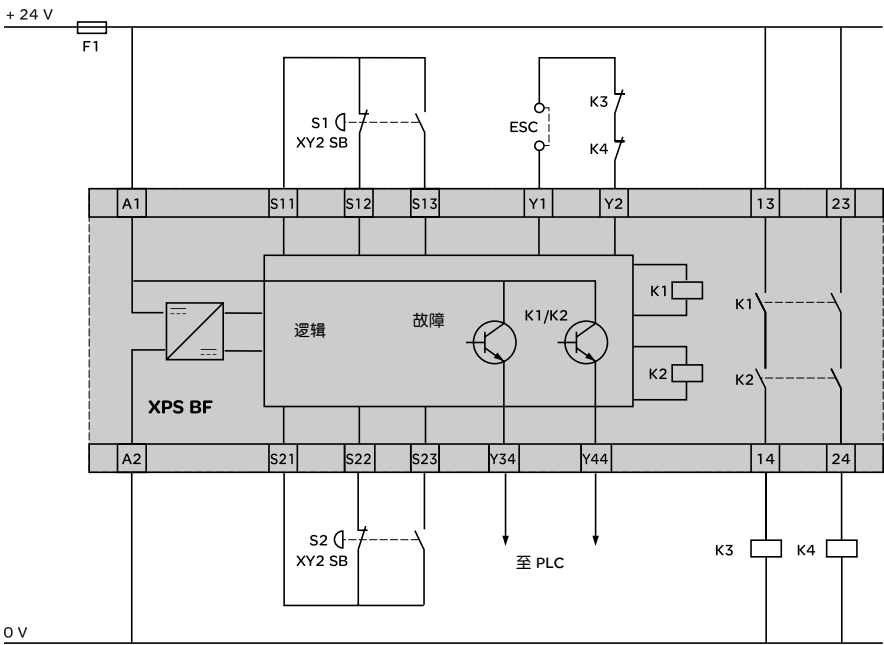 + 24 V
F1
S1
XY2 SB
ESC
K3
K4
A1 S11 S12 S13 Y1 Y2 13 23
K1
K1
逻辑
故障
K1/K2
K2
K2
XPS BF
A2 S21 S22 S23 Y34 Y44 14 24
S2
XY2 SB
至 PLC
K3
K4
0 V